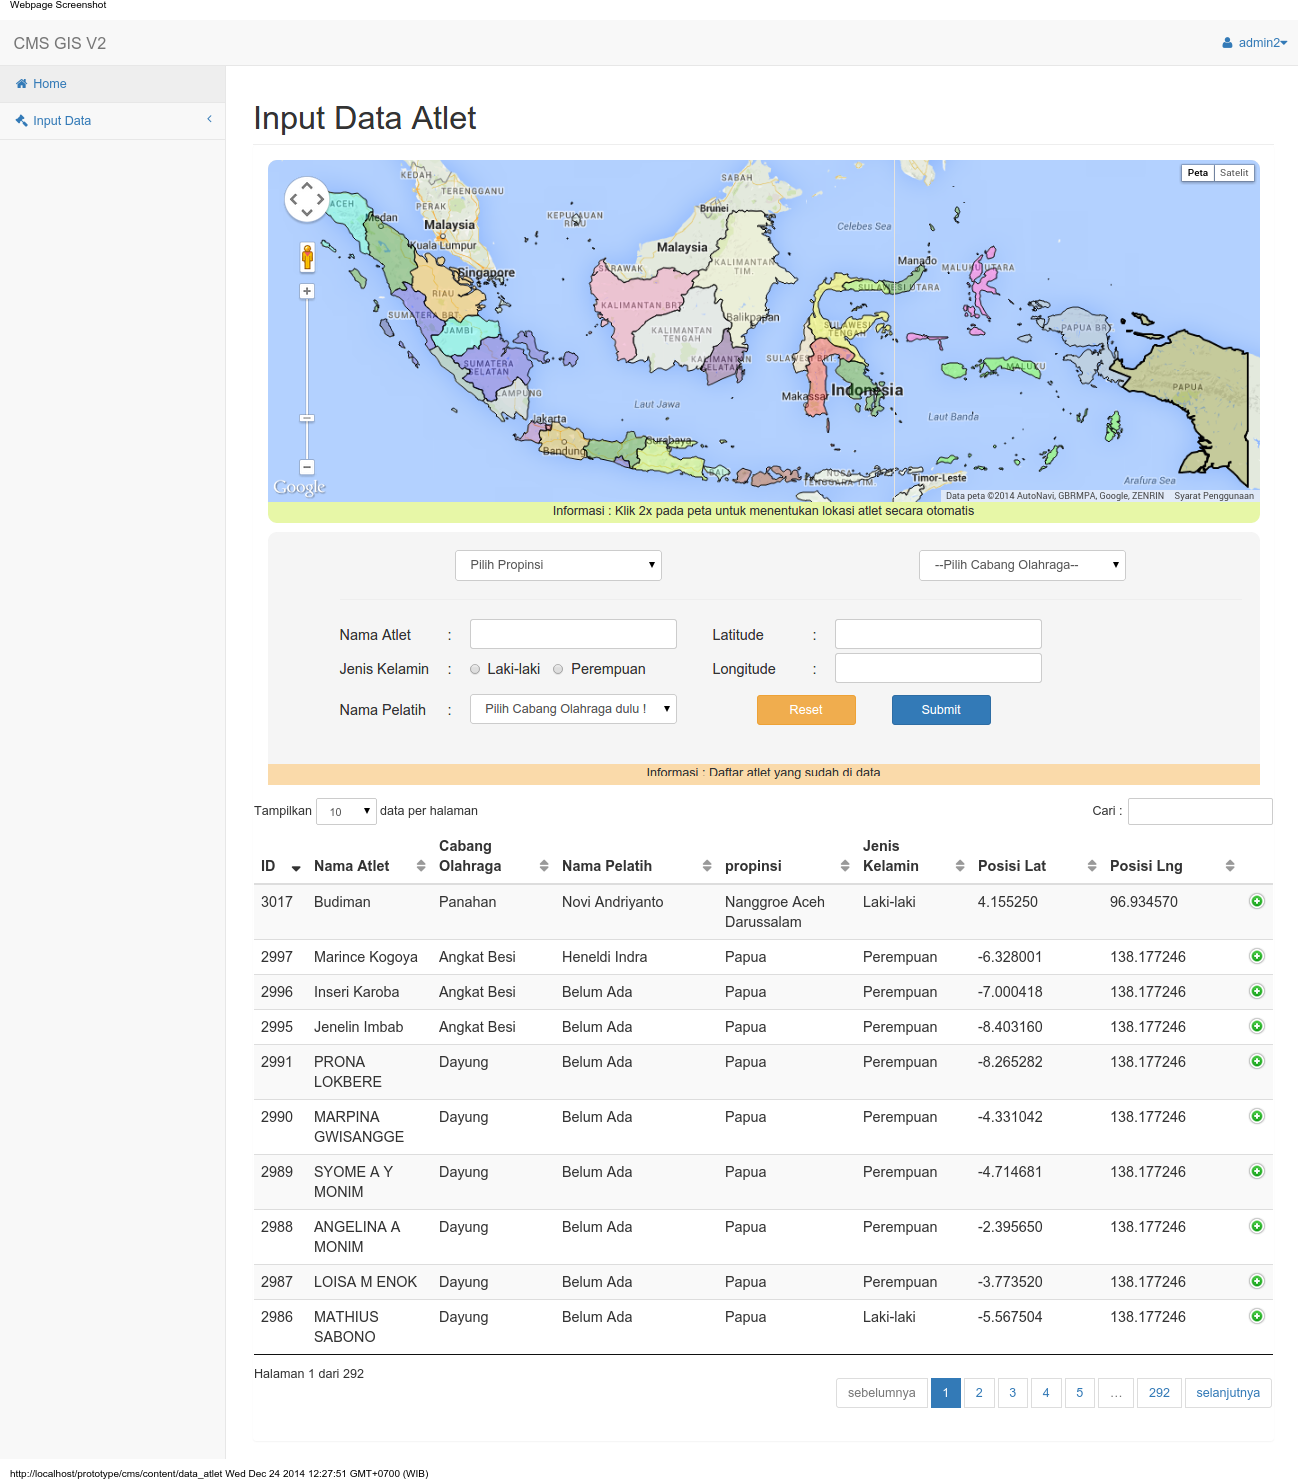 Webpage Screenshot
CMS GIS V2
admin2
Home
Input Data
Input Data Atlet
Peta Satelit
KEDAH
TERENGGANU
PERAK
Malaysia
Kuala Lumpur
ACEH
Medan
Singapore
RIAU
KEPULAUAN
RIAU
SUMATERA BRT.
JAMBI
SUMATERA
SELATAN
LAMPUNG
Jakarta
Bandung
Surabaya
BALI
Laut Jawa
SABAH
Brunei
Malaysia
SARAWAK
KALIMANTAN
TIM.
KALIMANTAN BRT
KALIMANTAN
TENGAH
Balikpapan
KALIMANTAN
SELATAN
Celebes Sea
Manado
SULAWESI UTARA
MALUKU UTARA
SULAWESI
TENGAH
SULAWESI BRT
Makassar
Indonesia
Laut Banda
MALUKU
PAPUA BRT
PAPUA
NUSA
TENGGARA TIM.
Timor-Leste
Arafura Sea
Google
Data peta ©2014 AutoNavi, GBRMPA, Google, ZENRIN Syarat Penggunaan
Informasi : Klik 2x pada peta untuk menentukan lokasi atlet secara otomatis
Pilih Propinsi --Pilih Cabang Olahraga--
Nama Atlet : Latitude :
Jenis Kelamin : Laki-laki Perempuan Longitude :
Nama Pelatih : Pilih Cabang Olahraga dulu ! Reset Submit
Informasi : Daftar atlet yang sudah di data
Tampilkan 10 data per halaman Cari :
ID Nama Atlet Cabang Olahraga Nama Pelatih propinsi Jenis Kelamin Posisi Lat Posisi Lng
3017 Budiman Panahan Novi Andriyanto Nanggroe Aceh Darussalam Laki-laki 4.155250 96.934570
2997 Marince Kogoya Angkat Besi Heneldi Indra Papua Perempuan -6.328001 138.177246
2996 Inseri Karoba Angkat Besi Belum Ada Papua Perempuan -7.000418 138.177246
2995 Jenelin Imbab Angkat Besi Belum Ada Papua Perempuan -8.403160 138.177246
2991 PRONA LOKBERE Dayung Belum Ada Papua Perempuan -8.265282 138.177246
2990 MARPINA GWISANGGE Dayung Belum Ada Papua Perempuan -4.331042 138.177246
2989 SYOME A Y MONIM Dayung Belum Ada Papua Perempuan -4.714681 138.177246
2988 ANGELINA A MONIM Dayung Belum Ada Papua Perempuan -2.395650 138.177246
2987 LOISA M ENOK Dayung Belum Ada Papua Perempuan -3.773520 138.177246
2986 MATHIUS SABONO Dayung Belum Ada Papua Laki-laki -5.567504 138.177246
Halaman 1 dari 292
sebelumnya 1 2 3 4 5 … 292 selanjutnya
http://localhost/prototype/cms/content/data_atlet Wed Dec 24 2014 12:27:51 GMT+0700 (WIB)